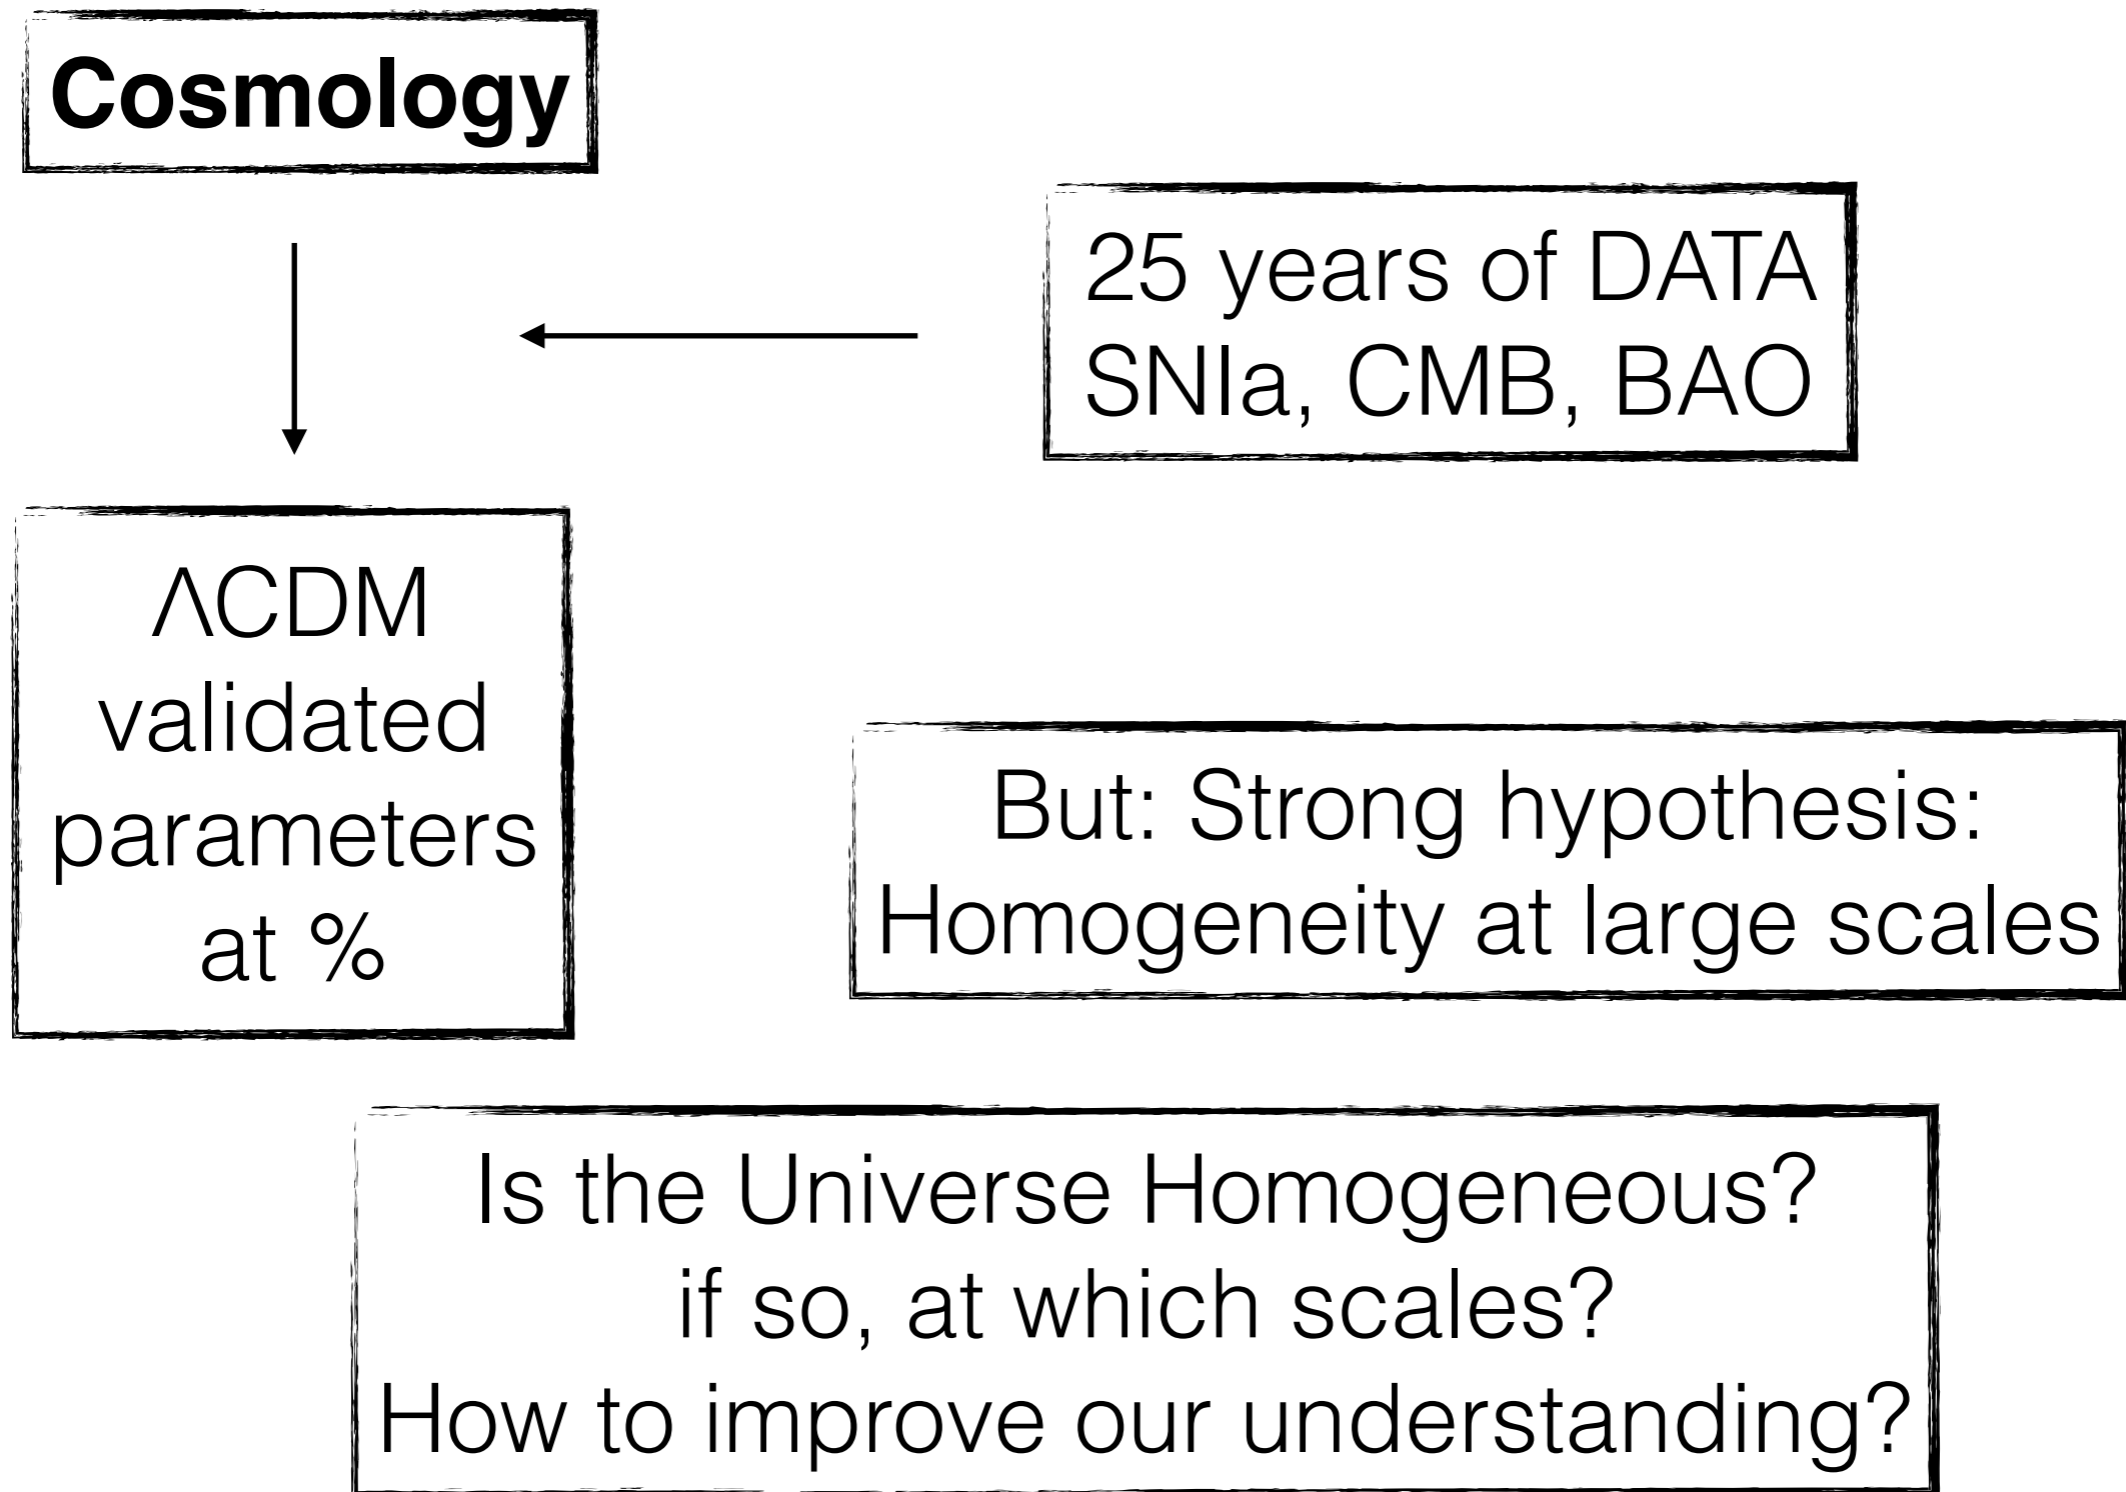 Cosmology
25 years of DATA
SNIa, CMB, BAO
ΛCDM
validated
parameters
at %
But: Strong hypothesis:
Homogeneity at large scales
Is the Universe Homogeneous?
if so, at which scales?
How to improve our understanding?